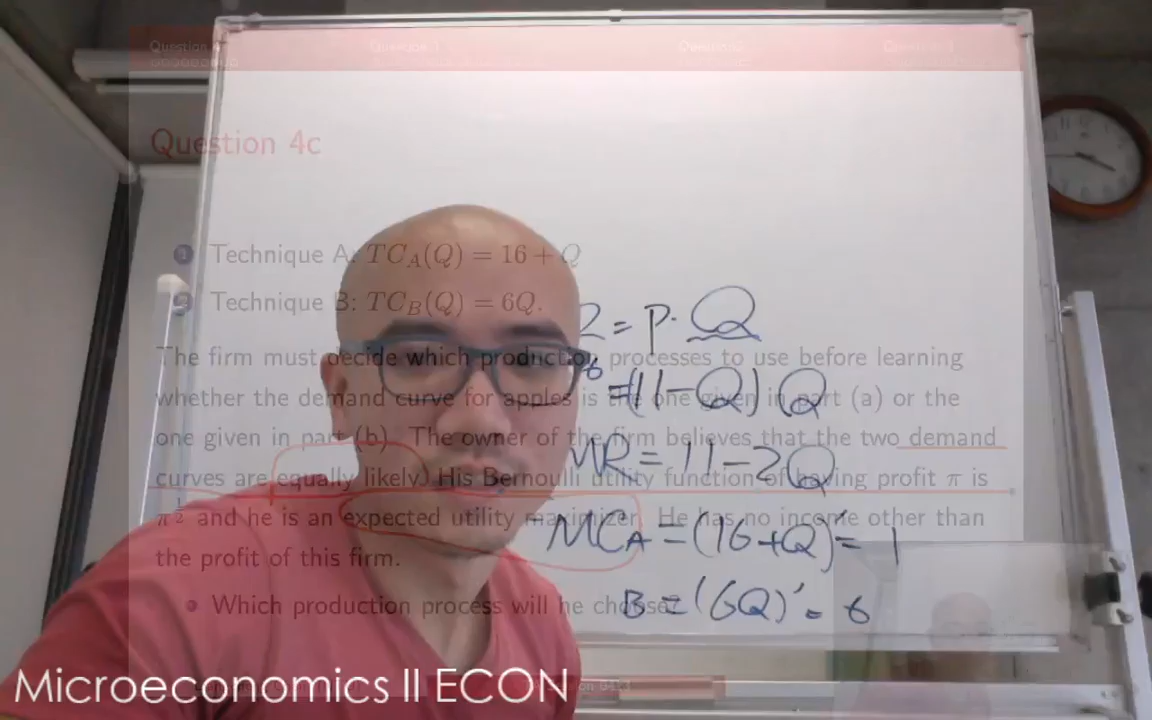 Question 1
Question 4c
Technique A: TC_A(Q) = 16 + Q
Technique B: TC_B(Q) = 6Q.
The firm must decide which production processes to use before learning
whether the demand curve for apples is the one given in part (a) or the
one given in part (b). The owner of the firm believes that the two demand
curves are equally likely. His Bernoulli utility function of having profit π is
π^{1/2} and he is an expected utility maximizer. He has no income other than
the profit of this firm.
Which production process will he choose
= P · Q
= (11 - Q) Q
MR = 11 - 2Q
MC_A = (16 + Q)' = 1
B = (6Q)' = 6
Microeconomics II ECON